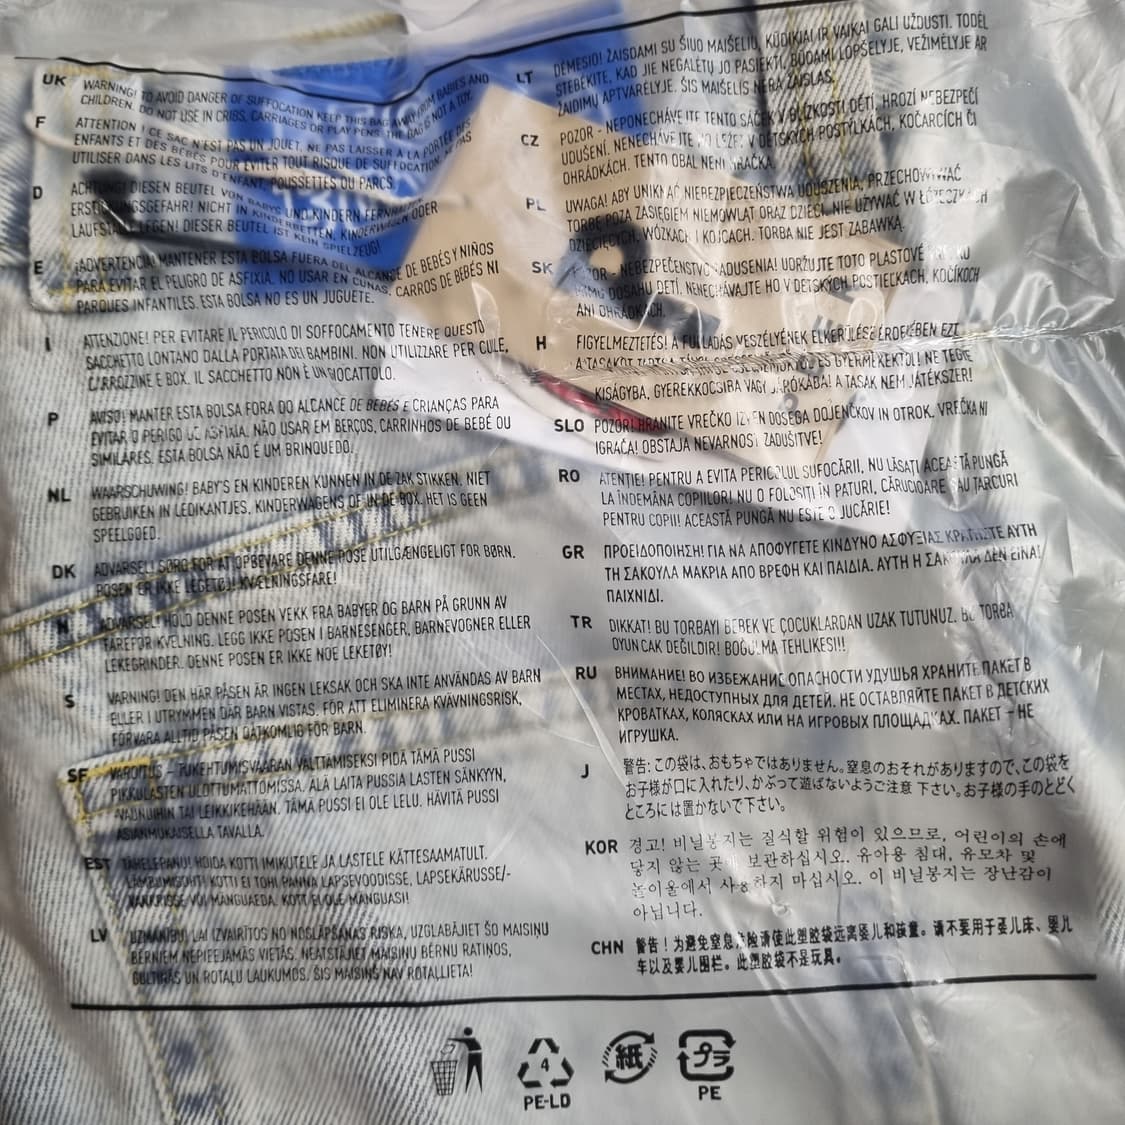 UK WARNING! TO AVOID DANGER OF SUFFOCATION KEEP THIS BAG AWAY FROM BABIES AND
CHILDREN. DO NOT USE IN CRIBS, CARRIAGES OR PLAY PENS. THE BAG IS NOT A TOY.
F ATTENTION ! CE SAC N'EST PAS UN JOUET. NE PAS LAISSER À LA PORTÉE DES
ENFANTS ET DES BÉBÉS POUR ÉVITER TOUT RISQUE DE SUFFOCATION. NE PAS
UTILISER DANS LES LITS D'ENFANT, POUSSETTES OU PARCS.
D ACHTUNG! DIESEN BEUTEL VON BABYS UND KINDERN FERNHALTEN
ERSTICKUNGSGEFAHR! NICHT IN KINDERBETTEN, KINDERWAGEN ODER
LAUFSTALL LEGEN! DIESER BEUTEL IST KEIN SPIELZEUG!
E ¡ADVERTENCIA! MANTENER ESTA BOLSA FUERA DEL ALCANCE DE BEBÉS Y NIÑOS
PARA EVITAR EL PELIGRO DE ASFIXIA. NO USAR EN CUNAS, CARROS DE BEBÉS NI
PARQUES INFANTILES. ESTA BOLSA NO ES UN JUGUETE.
I ATTENZIONE! PER EVITARE IL PERICOLO DI SOFFOCAMENTO TENERE QUESTO
SACCHETTO LONTANO DALLA PORTATA DEI BAMBINI. NON UTILIZZARE PER CULLE,
CARROZZINE E BOX. IL SACCHETTO NON È UN GIOCATTOLO.
P AVISO! MANTER ESTA BOLSA FORA DO ALCANCE DE BEBÉS E CRIANÇAS PARA
EVITAR O PERIGO DE ASFIXIA. NÃO USAR EM BERÇOS, CARRINHOS DE BEBÉ OU
SIMILARES. ESTA BOLSA NÃO É UM BRINQUEDO.
NL WAARSCHUWING! BABY'S EN KINDEREN KUNNEN IN DE ZAK STIKKEN. NIET
GEBRUIKEN IN LEDIKANTJES, KINDERWAGENS OF IN DE BOX. HET IS GEEN
SPEELGOED.
DK ADVARSEL! SØRG FOR AT OPBEVARE DENNE POSE UTILGÆNGELIGT FOR BØRN.
POSEN ER IKKE LEGETØJ! KVÆLNINGSFARE!
N ADVARSEL! HOLD DENNE POSEN VEKK FRA BABYER OG BARN PÅ GRUNN AV
FAREFOR KVELNING. LEGG IKKE POSEN I BARNESENGER, BARNEVOGNER ELLER
LEKEGRINDER. DENNE POSEN ER IKKE NOE LEKETØY!
S VARNING! DEN HÄR PÅSEN ÄR INGEN LEKSAK OCH SKA INTE ANVÄNDAS AV BARN
ELLER I UTRYMMEN DÄR BARN VISTAS. FÖR ATT ELIMINERA KVÄVNINGSRISK,
FÖRVARA ALLTID PÅSEN OÅTKOMLIG FÖR BARN.
SF VAROITUS – TUKEHTUMISVAARAN VÄLTTÄMISEKSI PIDÄ TÄMÄ PUSSI
PIKKULASTEN ULOTTUMATTOMISSA. ÄLÄ LAITA PUSSIA LASTEN SÄNKYYN,
VAUNUIHIN TAI LEIKKIKEHÄÄN. TÄMÄ PUSSI EI OLE LELU. HÄVITÄ PUSSI
ASIANMUKAISELLA TAVALLA.
EST TÄHELEPANU! HOIDA KOTTI IMIKUTELE JA LASTELE KÄTTESAAMATULT.
LÄMBUMISOHT! KOTTI EI TOHI PANNA LAPSEVOODISSE, LAPSEKÄRUSSE/-
VANKRISSE VÕI MÄNGUAEDA. KOTT EI OLE MÄNGUASI!
LV UZMANĪBU! LAI IZVAIRĪTOS NO NOSLĀPŠANAS RISKA, UZGLABĀJIET ŠO MAISIŅU
BĒRNIEM NEPIEEJAMĀS VIETĀS. NEATSTĀJIET MAISIŅU BĒRNU RATIŅOS,
GULTIŅĀS UN ROTAĻU LAUKUMOS. ŠIS MAISIŅŠ NAV ROTAĻLIETA!
LT DĖMESIO! ŽAISDAMI SU ŠIUO MAIŠELIU, KŪDIKIAI IR VAIKAI GALI UŽDUSTI. TODĖL
STEBĖKITE, KAD JIE NEGALĖTŲ JO PASIEKTI, BŪDAMI LOPŠELYJE, VEŽIMĖLYJE AR
ŽAIDIMŲ APTVARĖLYJE. ŠIS MAIŠELIS NĖRA ŽAISLAS.
CZ POZOR - NEPONECHÁVEJTE TENTO SÁČEK V BLÍZKOSTI DĚTÍ, HROZÍ NEBEZPEČÍ
UDUŠENÍ. NENECHÁVEJTE HO LEŽET V DĚTSKÝCH POSTÝLKÁCH, KOČÁRCÍCH ČI
OHRÁDKÁCH. TENTO OBAL NENÍ HRAČKA.
PL UWAGA! ABY UNIKNĄĆ NIEBEZPIECZEŃSTWA UDUSZENIA, PRZECHOWYWAĆ
TORBĘ POZA ZASIĘGIEM NIEMOWLĄT ORAZ DZIECI. NIE UŻYWAĆ W ŁÓŻECZKACH
DZIECIĘCYCH, WÓZKACH I KOJCACH. TORBA NIE JEST ZABAWKĄ.
SK POZOR - NEBEZPEČENSTVO ZADUSENIA! UDRŽUJTE TOTO PLASTOVÉ VRECKO
MIMO DOSAHU DETÍ. NENECHÁVAJTE HO V DETSKÝCH POSTIEĽKACH, KOČÍKOCH
ANI OHRÁDKACH.
H FIGYELMEZTETÉS! A FULLADÁS VESZÉLYÉNEK ELKERÜLÉSE ÉRDEKÉBEN EZT
A TASAKOT TARTSA TÁVOL CSECSEMŐKTŐL ÉS GYERMEKEKTŐL! NE TEGYE
KISÁGYBA, GYEREKKOCSIBA VAGY JÁRÓKÁBA! A TASAK NEM JÁTÉKSZER!
SLO POZOR! HRANITE VREČKO IZVEN DOSEGA DOJENČKOV IN OTROK. VREČKA NI
IGRAČA! OBSTAJA NEVARNOST ZADUŠITVE!
RO ATENŢIE! PENTRU A EVITA PERICOLUL SUFOCĂRII, NU LĂSAŢI ACEASTĂ PUNGĂ
LA ÎNDEMÂNA COPIILOR! NU O FOLOSIŢI ÎN PATURI, CĂRUCIOARE SAU ŢARCURI
PENTRU COPII! ACEASTĂ PUNGĂ NU ESTE O JUCĂRIE!
GR ΠΡΟΕΙΔΟΠΟΙΗΣΗ! ΓΙΑ ΝΑ ΑΠΟΦΥΓΕΤΕ ΚΙΝΔΥΝΟ ΑΣΦΥΞΙΑΣ ΚΡΑΤΗΣΤΕ ΑΥΤΗ
ΤΗ ΣΑΚΟΥΛΑ ΜΑΚΡΙΑ ΑΠΟ ΒΡΕΦΗ ΚΑΙ ΠΑΙΔΙΑ. ΑΥΤΗ Η ΣΑΚΟΥΛΑ ΔΕΝ ΕΙΝΑΙ
ΠΑΙΧΝΙΔΙ.
TR DIKKAT! BU TORBAYI BEBEK VE ÇOCUKLARDAN UZAK TUTUNUZ. BU TORBA
OYUNCAK DEĞILDIR! BOĞULMA TEHLIKESI!!
RU ВНИМАНИЕ! ВО ИЗБЕЖАНИЕ ОПАСНОСТИ УДУШЬЯ ХРАНИТЕ ПАКЕТ В
МЕСТАХ, НЕДОСТУПНЫХ ДЛЯ ДЕТЕЙ. НЕ ОСТАВЛЯЙТЕ ПАКЕТ В ДЕТСКИХ
КРОВАТКАХ, КОЛЯСКАХ ИЛИ НА ИГРОВЫХ ПЛОЩАДКАХ. ПАКЕТ – НЕ
ИГРУШКА.
J 警告: この袋は、おもちゃではありません。窒息のおそれがありますので、この袋を
お子様が口に入れたり、かぶって遊ばないようご注意 下さい。お子様の手のとどく
ところには置かないで下さい。
KOR 경고! 비닐봉지는 질식할 위험이 있으므로, 어린이의 손에
닿지 않는 곳에 보관하십시오. 유아용 침대, 유모차 및
놀이울에서 사용하지 마십시오. 이 비닐봉지는 장난감이
아닙니다.
CHN 警告！为避免窒息危险请使此塑胶袋远离婴儿和孩童。请不要用于婴儿床、婴儿
车以及婴儿围栏。此塑胶袋不是玩具。
4
PE-LD
紙
プラ
PE